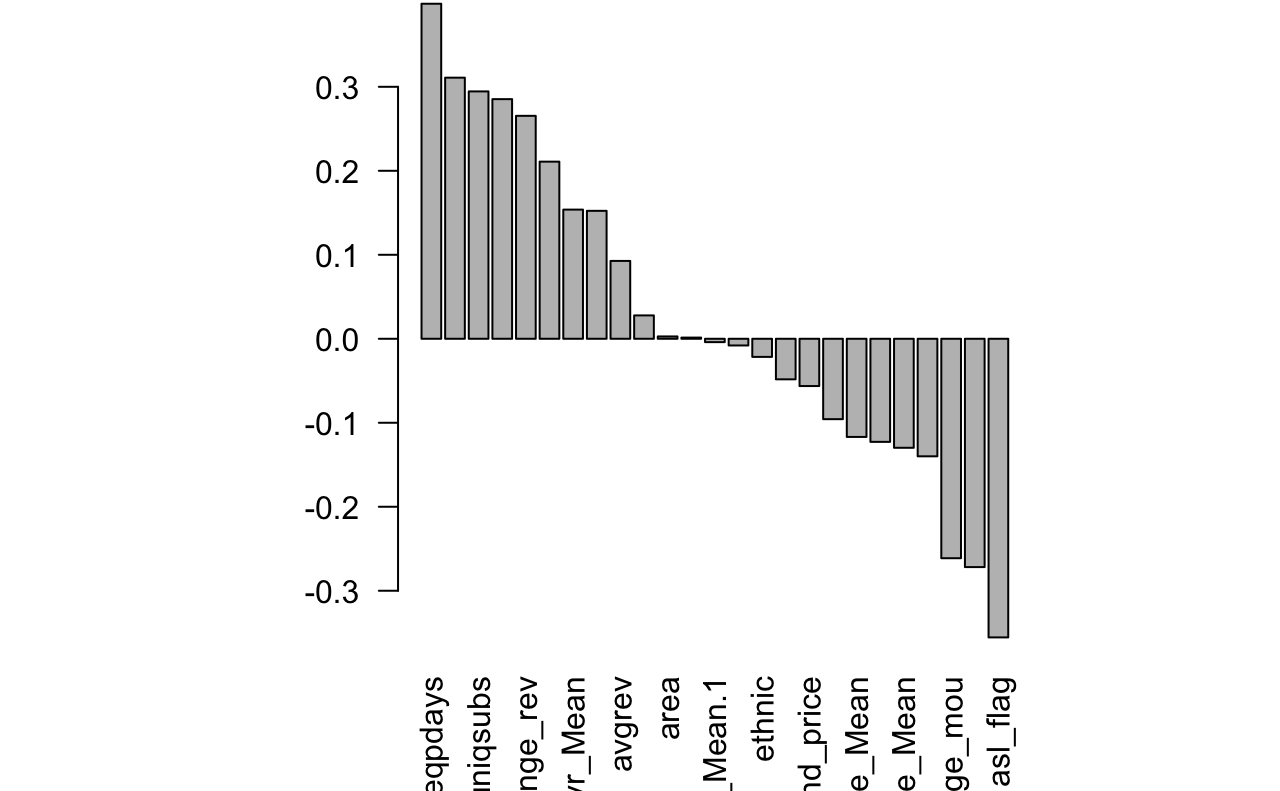 0.3
0.2
0.1
0.0
-0.1
-0.2
-0.3
eqpdays
uniqsubs
nge_rev
yr_Mean
avgrev
area
_Mean.1
ethnic
nd_price
e_Mean
e_Mean
ge_mou
asl_flag